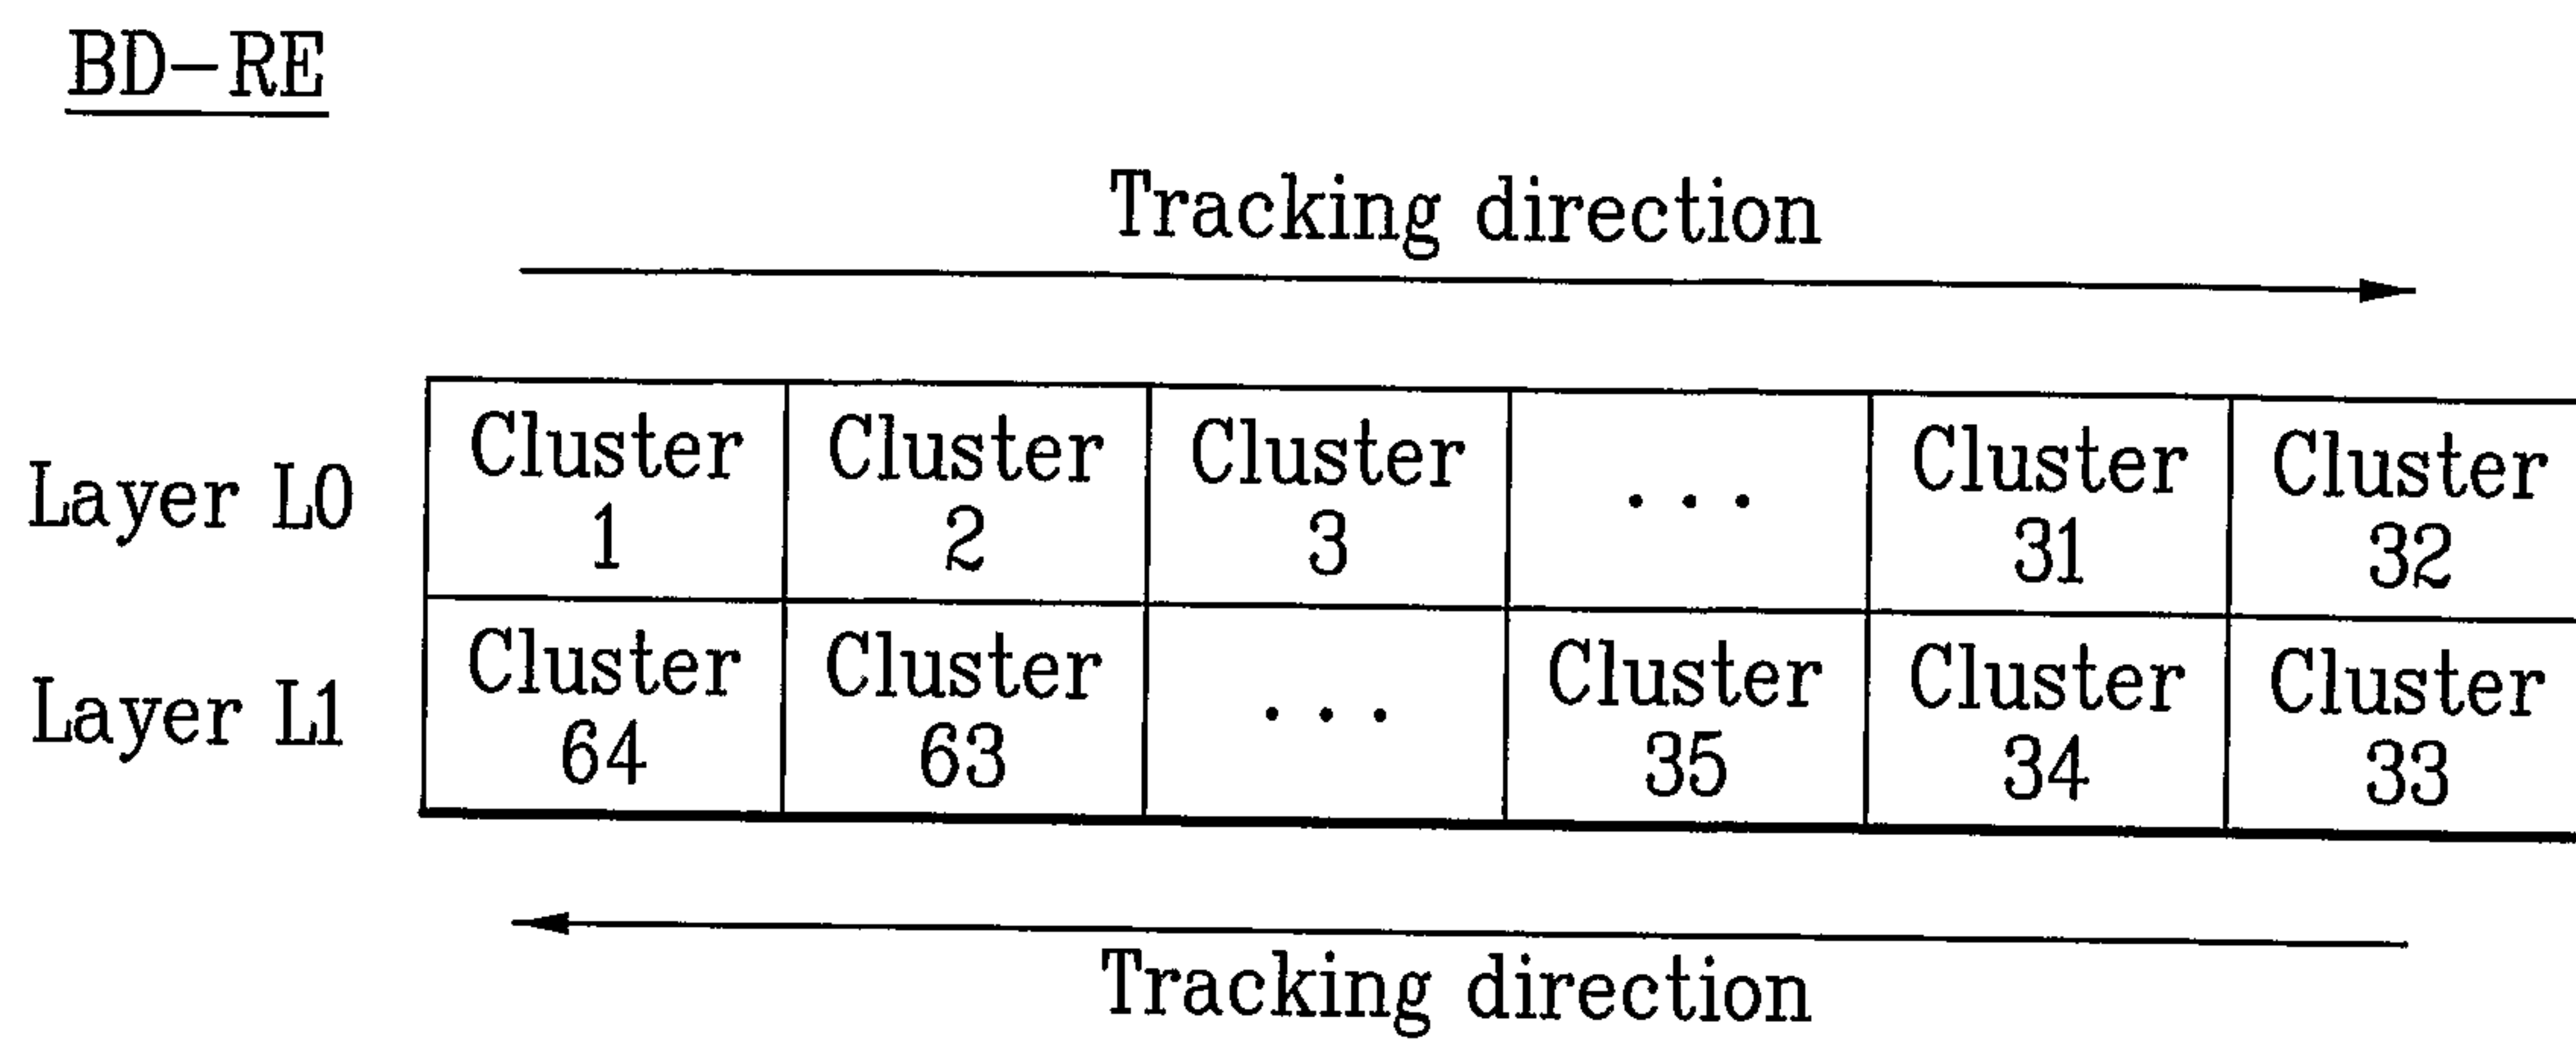 BD-RE
Tracking direction
Layer L0
Cluster 1
Cluster 2
Cluster 3
...
Cluster 31
Cluster 32
Layer L1
Cluster 64
Cluster 63
...
Cluster 35
Cluster 34
Cluster 33
Tracking direction